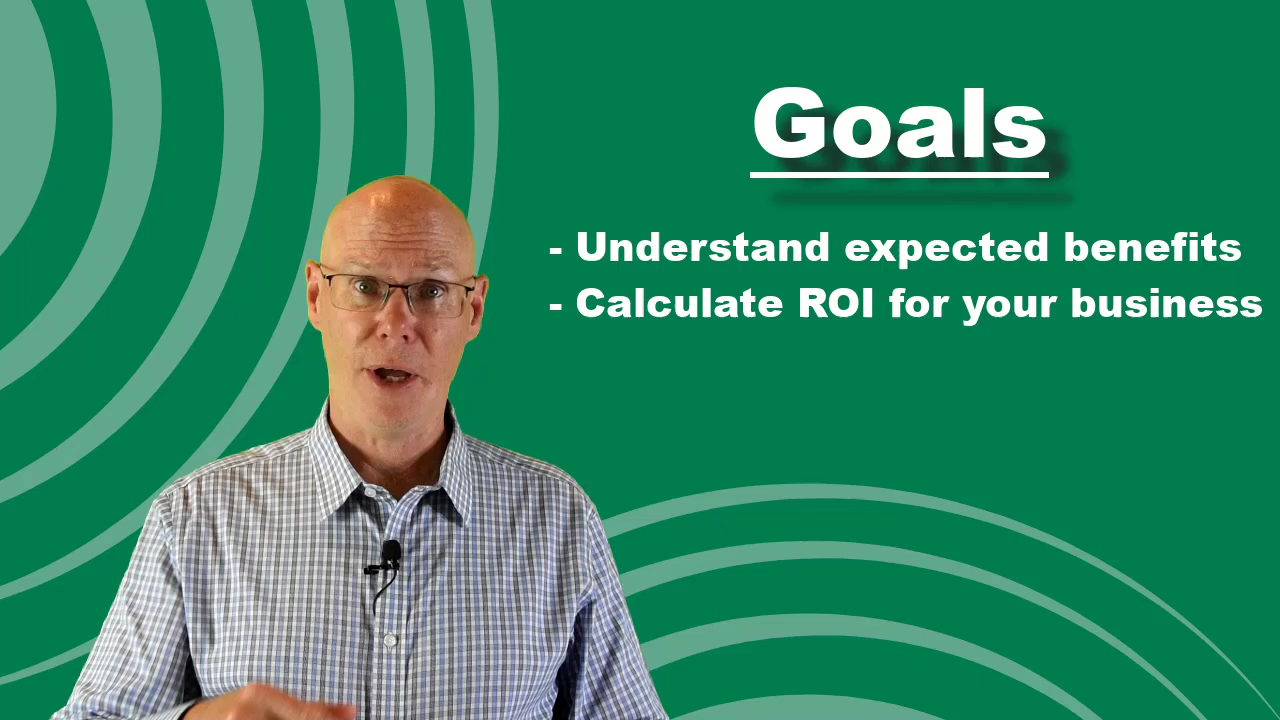 Goals
- Understand expected benefits
- Calculate ROI for your business